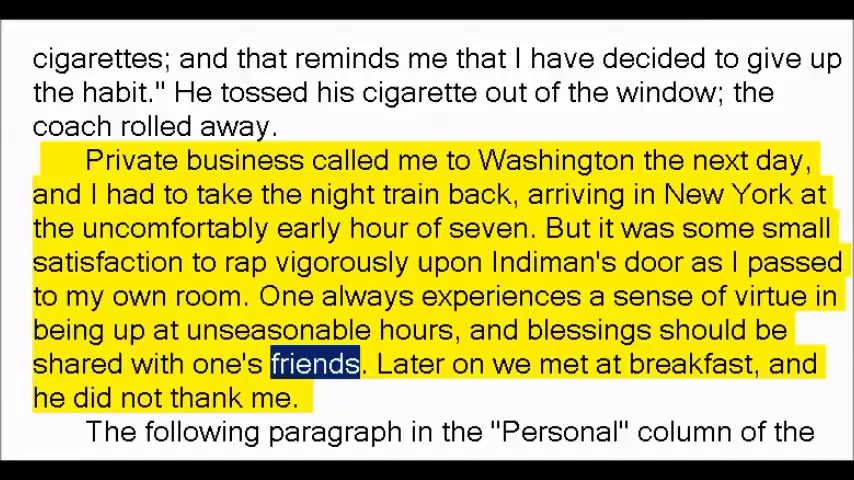 cigarettes; and that reminds me that I have decided to give up
the habit." He tossed his cigarette out of the window; the
coach rolled away.
Private business called me to Washington the next day,
and I had to take the night train back, arriving in New York at
the uncomfortably early hour of seven. But it was some small
satisfaction to rap vigorously upon Indiman's door as I passed
to my own room. One always experiences a sense of virtue in
being up at unseasonable hours, and blessings should be
shared with one's friends. Later on we met at breakfast, and
he did not thank me.
The following paragraph in the "Personal" column of the